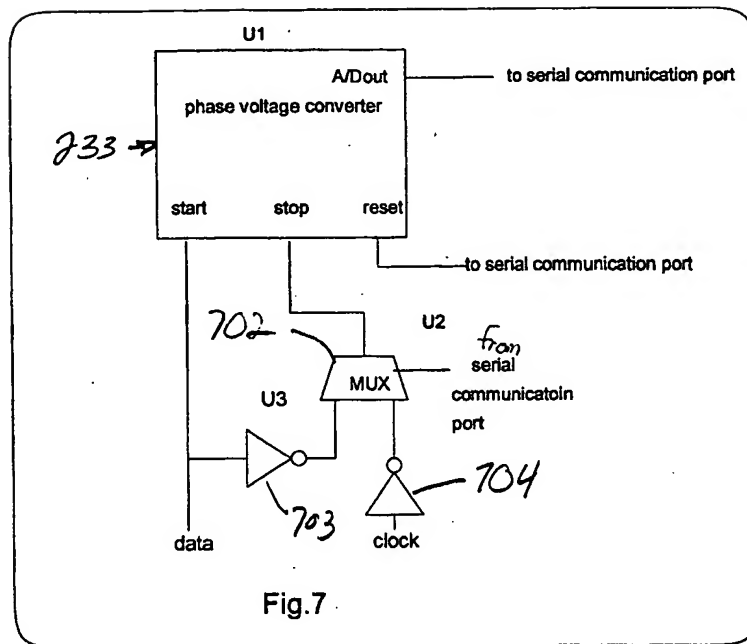 U1
A/Dout
to serial communication port
phase voltage converter
233
start stop reset
to serial communication port
702
U2
from
serial
communicatoin
port
MUX
U3
703
704
data
clock
Fig.7